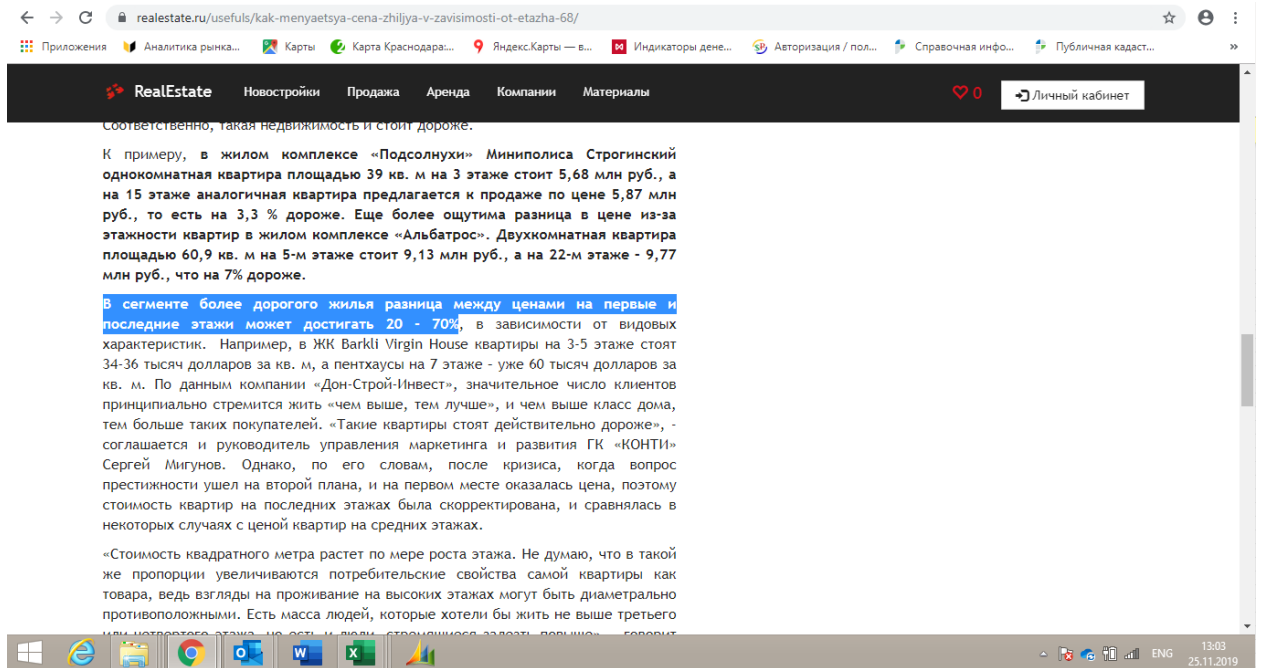 realestate.ru/usefuls/kak-menyaetsya-cena-zhilja-v-zavisimosti-ot-etazha-68/
Приложения Аналитика рынка... Карты Карта Краснодара:... Яндекс.Карты — в... Индикаторы дене... Авторизация / пол... Справочная инфо... Публичная кадаст... »
RealEstate Новостройки Продажа Аренда Компании Материалы 0 Личный кабинет
Соответственно, такая недвижимость и стоит дороже.
К примеру, в жилом комплексе «Подсолнухи» Миниполиса Строгинский
однокомнатная квартира площадью 39 кв. м на 3 этаже стоит 5,68 млн руб., а
на 15 этаже аналогичная квартира предлагается к продаже по цене 5,87 млн
руб., то есть на 3,3 % дороже. Еще более ощутима разница в цене из-за
этажности квартир в жилом комплексе «Альбатрос». Двухкомнатная квартира
площадью 60,9 кв. м на 5-м этаже стоит 9,13 млн руб., а на 22-м этаже - 9,77
млн руб., что на 7% дороже.
В сегменте более дорогого жилья разница между ценами на первые и
последние этажи может достигать 20 - 70%, в зависимости от видовых
характеристик. Например, в ЖК Barkli Virgin House квартиры на 3-5 этаже стоят
34-36 тысяч долларов за кв. м, а пентхаусы на 7 этаже - уже 60 тысяч долларов за
кв. м. По данным компании «Дон-Строй-Инвест», значительное число клиентов
принципиально стремится жить «чем выше, тем лучше», и чем выше класс дома,
тем больше таких покупателей. «Такие квартиры стоят действительно дороже», -
соглашается и руководитель управления маркетинга и развития ГК «КОНТИ»
Сергей Мигунов. Однако, по его словам, после кризиса, когда вопрос
престижности ушел на второй плана, и на первом месте оказалась цена, поэтому
стоимость квартир на последних этажах была скорректирована, и сравнялась в
некоторых случаях с ценой квартир на средних этажах.
«Стоимость квадратного метра растет по мере роста этажа. Не думаю, что в такой
же пропорции увеличиваются потребительские свойства самой квартиры как
товара, ведь взгляды на проживание на высоких этажах могут быть диаметрально
противоположными. Есть масса людей, которые хотели бы жить не выше третьего
или четвертого этажа, но есть и люди, стремящиеся залезть повыше», - говорит
ENG 13:03
25.11.2019